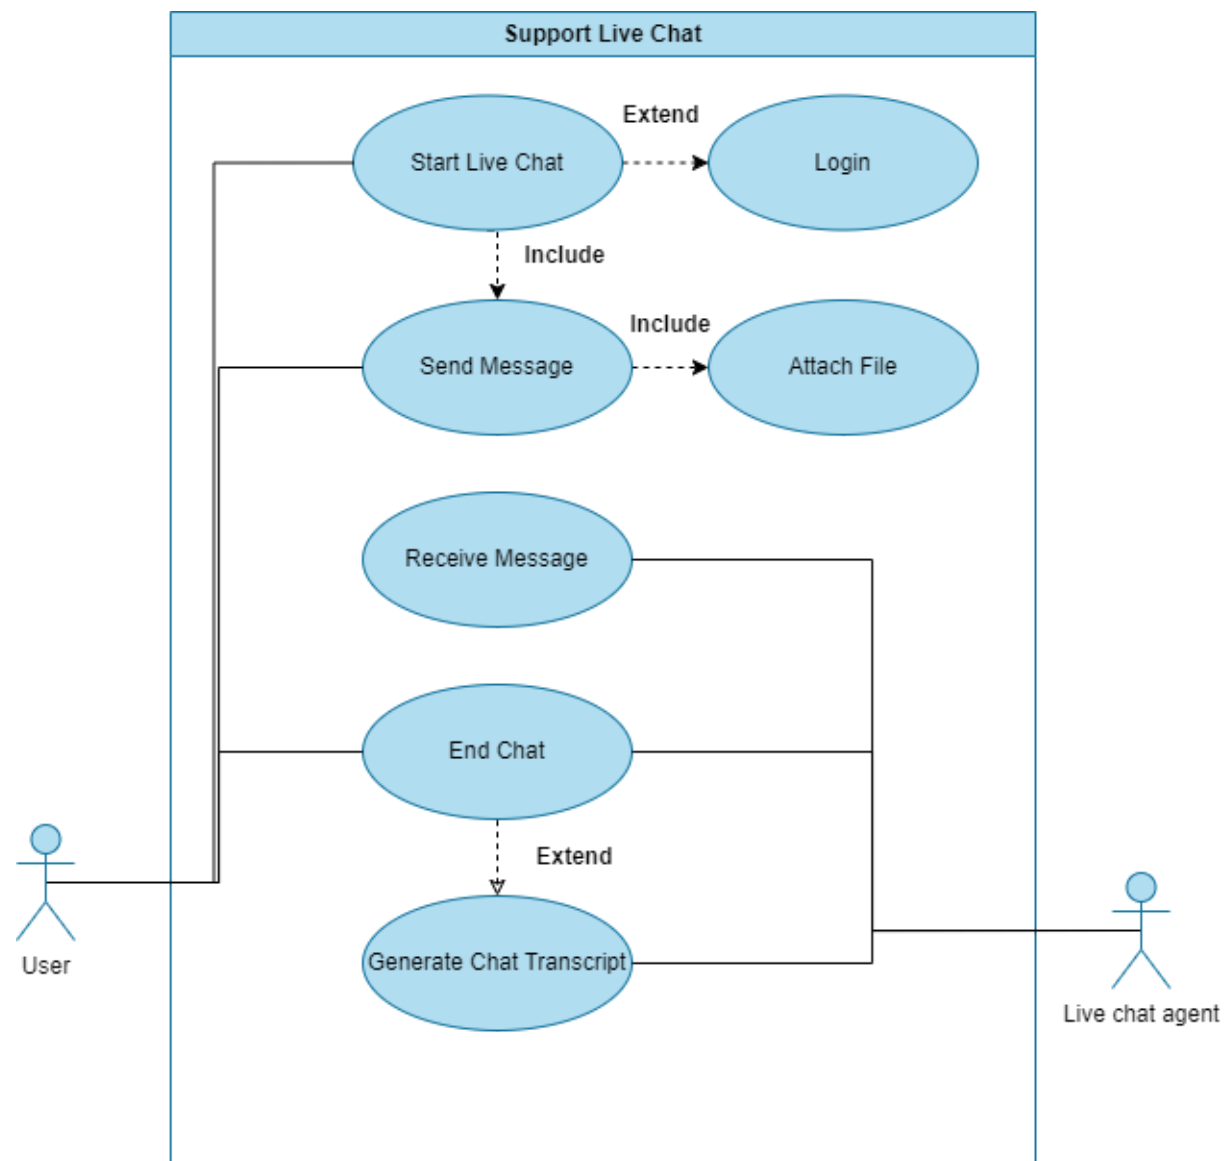 Support Live Chat
Extend
Start Live Chat
Login
Include
Include
Send Message
Attach File
Receive Message
End Chat
Extend
User
Generate Chat Transcript
Live chat agent